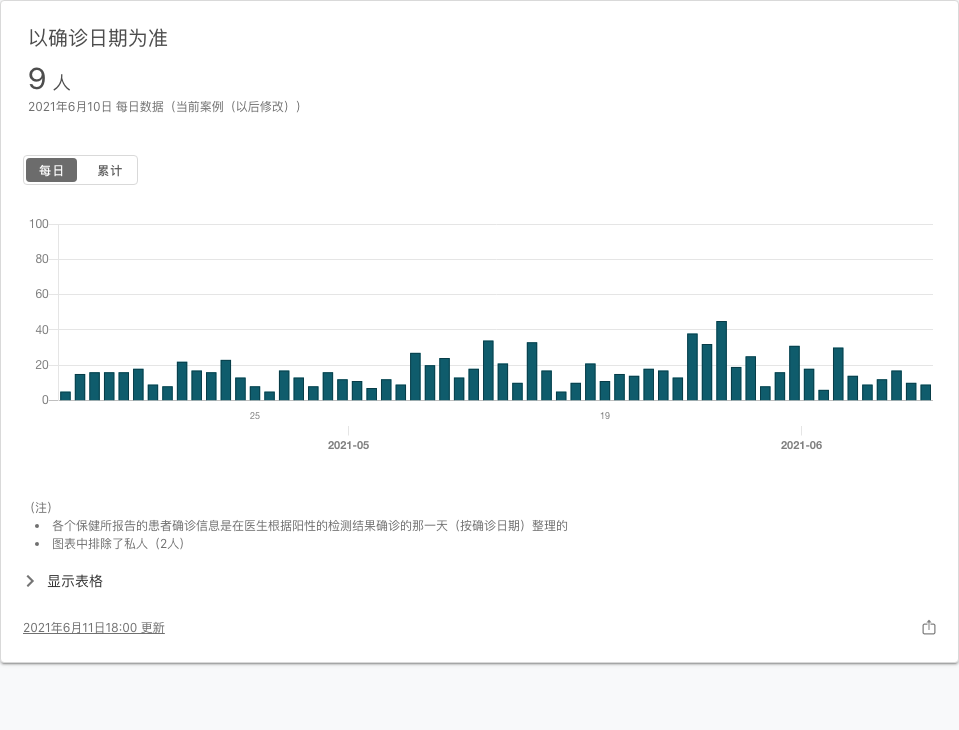 以确诊日期为准
9 人
2021年6月10日 每日数据（当前案例（以后修改））
每日 累计
100
80
60
40
20
0
25 19
2021-05 2021-06
（注）
• 各个保健所报告的患者确诊信息是在医生根据阳性的检测结果确诊的那一天（按确诊日期）整理的
• 图表中排除了私人（2人）
显示表格
2021年6月11日18:00 更新